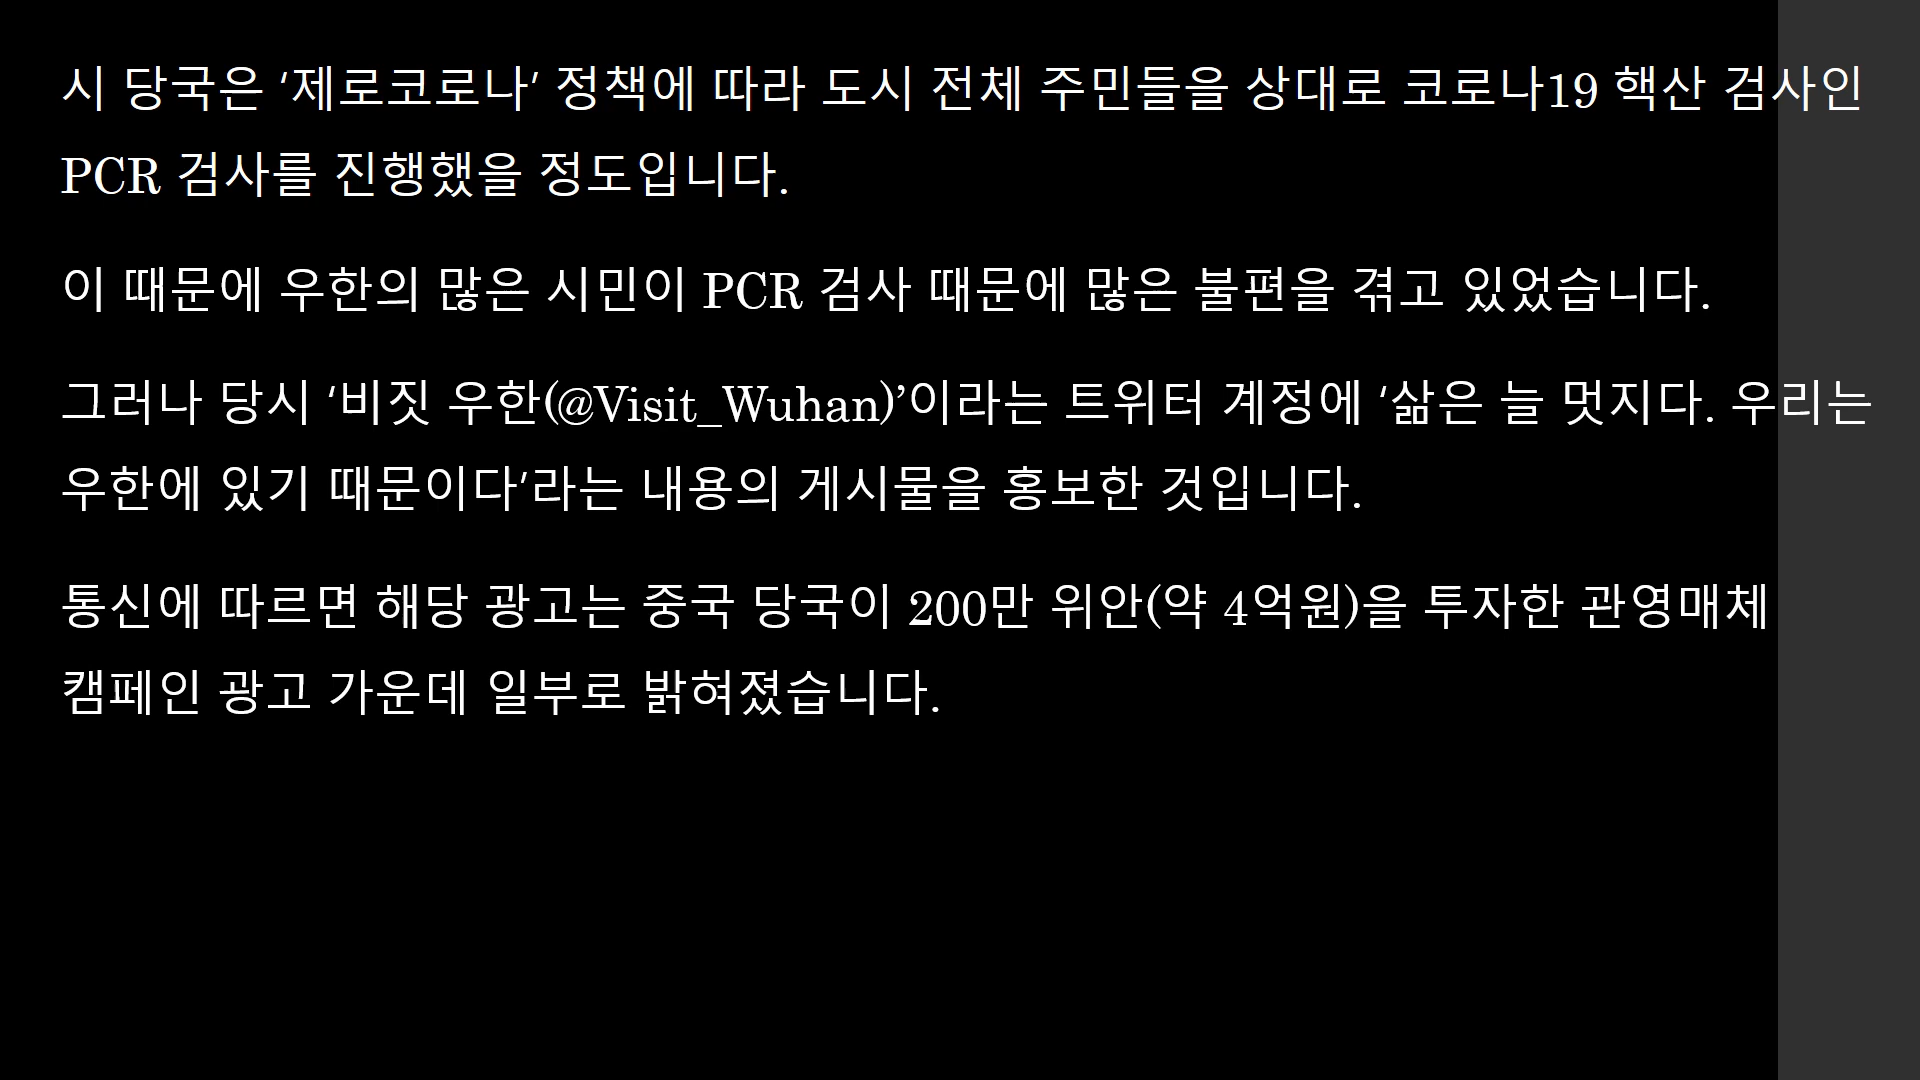 시 당국은 ‘제로코로나’ 정책에 따라 도시 전체 주민들을 상대로 코로나19 핵산 검사인
PCR 검사를 진행했을 정도입니다.
이 때문에 우한의 많은 시민이 PCR 검사 때문에 많은 불편을 겪고 있었습니다.
그러나 당시 ‘비짓 우한(@Visit_Wuhan)’이라는 트위터 계정에 ‘삶은 늘 멋지다. 우리는
우한에 있기 때문이다’라는 내용의 게시물을 홍보한 것입니다.
통신에 따르면 해당 광고는 중국 당국이 200만 위안(약 4억원)을 투자한 관영매체
캠페인 광고 가운데 일부로 밝혀졌습니다.